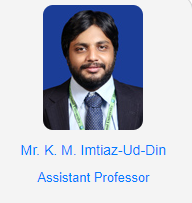 Mr. K. M. Imtiaz-Ud-Din
Assistant Professor